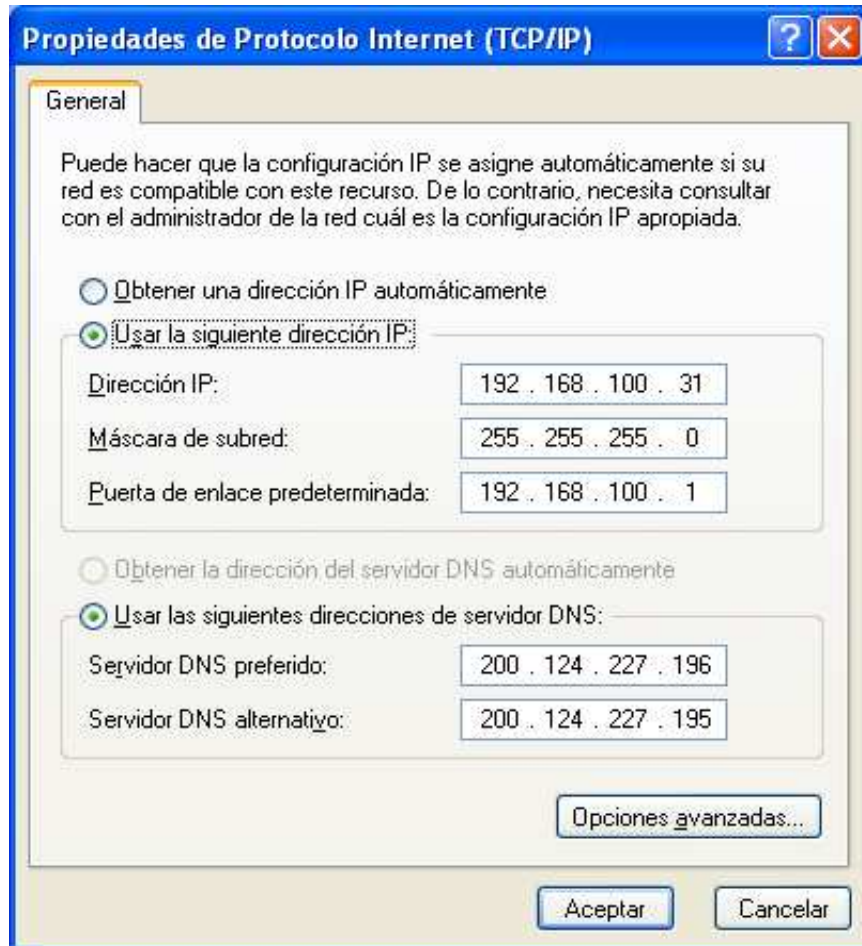 Propiedades de Protocolo Internet (TCP/IP)
General
Puede hacer que la configuración IP se asigne automáticamente si su
red es compatible con este recurso. De lo contrario, necesita consultar
con el administrador de la red cuál es la configuración IP apropiada.
Obtener una dirección IP automáticamente
Usar la siguiente dirección IP:
Dirección IP: 192 . 168 . 100 . 31
Máscara de subred: 255 . 255 . 255 . 0
Puerta de enlace predeterminada: 192 . 168 . 100 . 1
Obtener la dirección del servidor DNS automáticamente
Usar las siguientes direcciones de servidor DNS:
Servidor DNS preferido: 200 . 124 . 227 . 196
Servidor DNS alternativo: 200 . 124 . 227 . 195
Opciones avanzadas...
Aceptar Cancelar